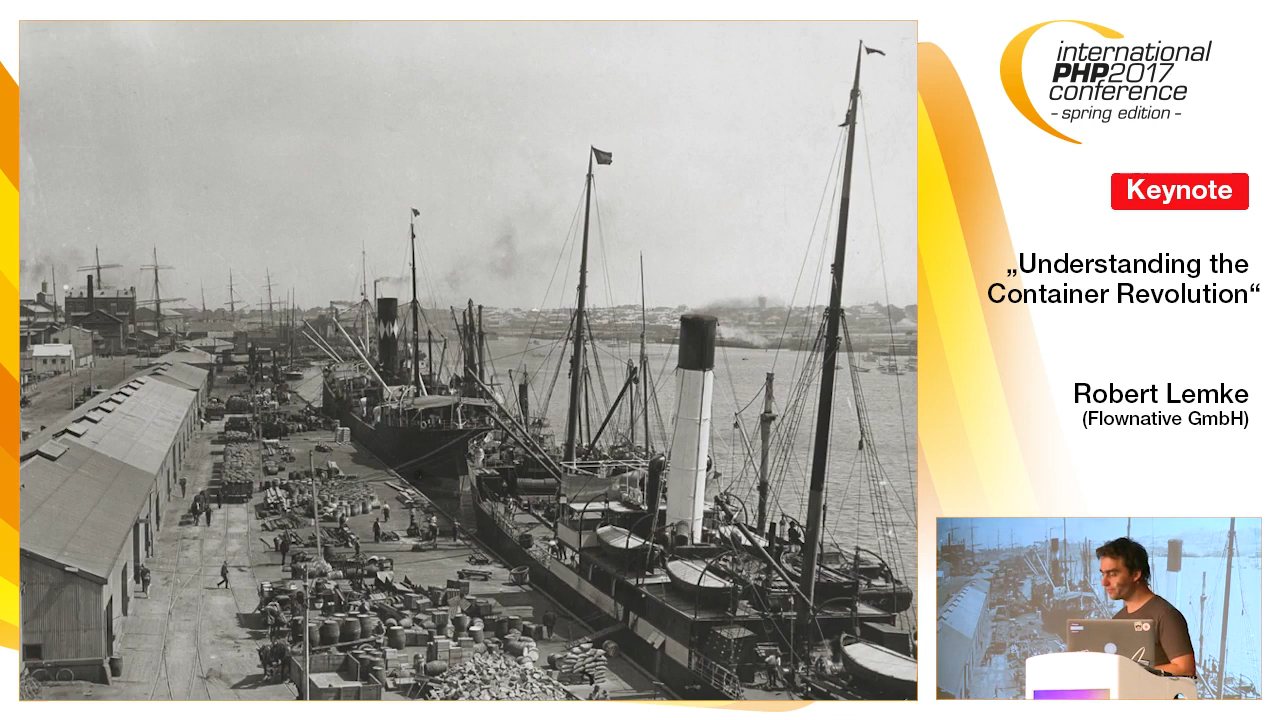 international
PHP2017
conference
- spring edition -
Keynote
„Understanding the
Container Revolution“
Robert Lemke
(Flownative GmbH)